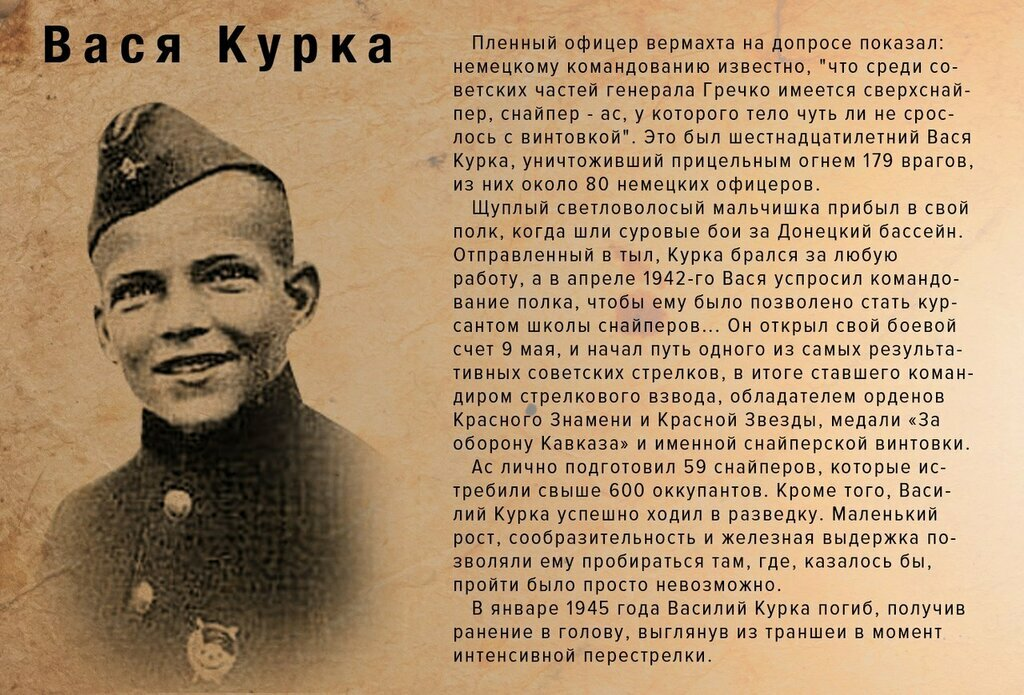 Вася Курка
Пленный офицер вермахта на допросе показал:
немецкому командованию известно, "что среди со-
ветских частей генерала Гречко имеется сверхснай-
пер, снайпер - ас, у которого тело чуть ли не срос-
лось с винтовкой". Это был шестнадцатилетний Вася
Курка, уничтоживший прицельным огнем 179 врагов,
из них около 80 немецких офицеров.
Щуплый светловолосый мальчишка прибыл в свой
полк, когда шли суровые бои за Донецкий бассейн.
Отправленный в тыл, Курка брался за любую
работу, а в апреле 1942-го Вася успросил командо-
вание полка, чтобы ему было позволено стать кур-
сантом школы снайперов... Он открыл свой боевой
счет 9 мая, и начал путь одного из самых результа-
тивных советских стрелков, в итоге ставшего коман-
диром стрелкового взвода, обладателем орденов
Красного Знамени и Красной Звезды, медали «За
оборону Кавказа» и именной снайперской винтовки.
Ас лично подготовил 59 снайперов, которые ис-
требили свыше 600 оккупантов. Кроме того, Васи-
лий Курка успешно ходил в разведку. Маленький
рост, сообразительность и железная выдержка по-
зволяли ему пробираться там, где, казалось бы,
пройти было просто невозможно.
В январе 1945 года Василий Курка погиб, получив
ранение в голову, выглянув из траншеи в момент
интенсивной перестрелки.